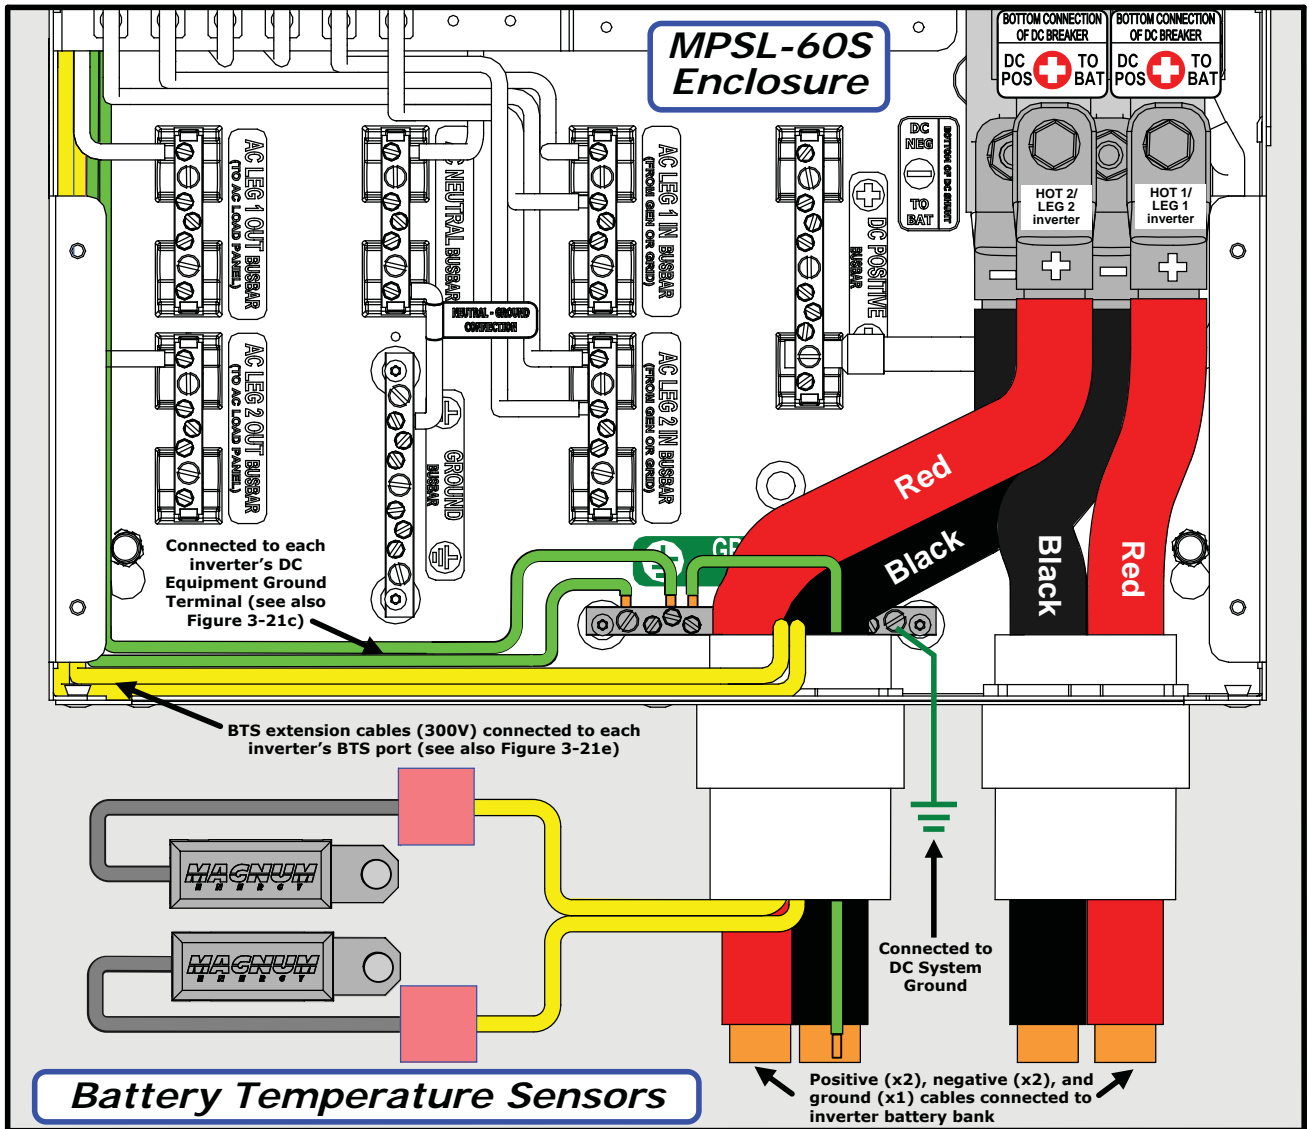 MPSL-60S
Enclosure
BOTTOM CONNECTION
OF DC BREAKER
DC
POS
TO
BAT
BOTTOM CONNECTION
OF DC BREAKER
DC
POS
TO
BAT
HOT 2/
LEG 2
inverter
HOT 1/
LEG 1
inverter
DC
NEG
TO
BAT
BOTTOM OF DC SHUNT
AC LEG 1 OUT BUSBAR
(TO AC LOAD PANEL)
NEUTRAL BUSBAR
AC LEG 1 IN BUSBAR
(FROM GEN OR GRID)
DC POSITIVE
BUSBAR
NEUTRAL - GROUND
CONNECTION
AC LEG 2 OUT BUSBAR
(TO AC LOAD PANEL)
GROUND
BUSBAR
AC LEG 2 IN BUSBAR
(FROM GEN OR GRID)
Red
Black
Black
Red
Connected to each
inverter's DC
Equipment Ground
Terminal (see also
Figure 3-21c)
BTS extension cables (300V) connected to each
inverter's BTS port (see also Figure 3-21e)
MAGNUM
ENERGY
MAGNUM
ENERGY
Connected to
DC System
Ground
Positive (x2), negative (x2), and
ground (x1) cables connected to
inverter battery bank
Battery Temperature Sensors